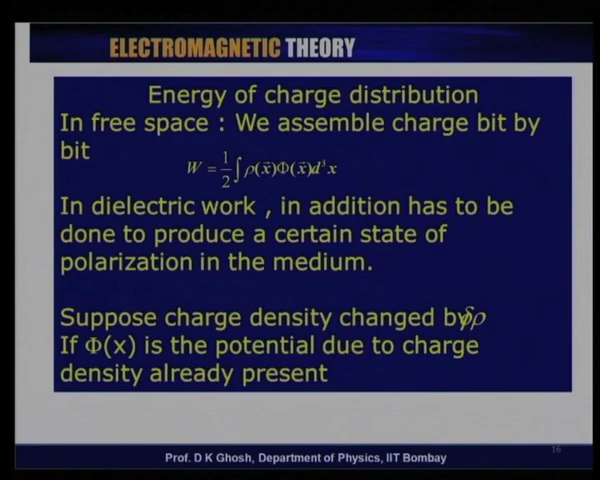 ELECTROMAGNETIC THEORY
Energy of charge distribution
In free space : We assemble charge bit by
bit
W = 1/2 ∫ ρ(x⃗)Φ(x⃗)d³x
In dielectric work , in addition has to be
done to produce a certain state of
polarization in the medium.
Suppose charge density changed by δρ
If Φ(x) is the potential due to charge
density already present
Prof. D K Ghosh, Department of Physics, IIT Bombay
16